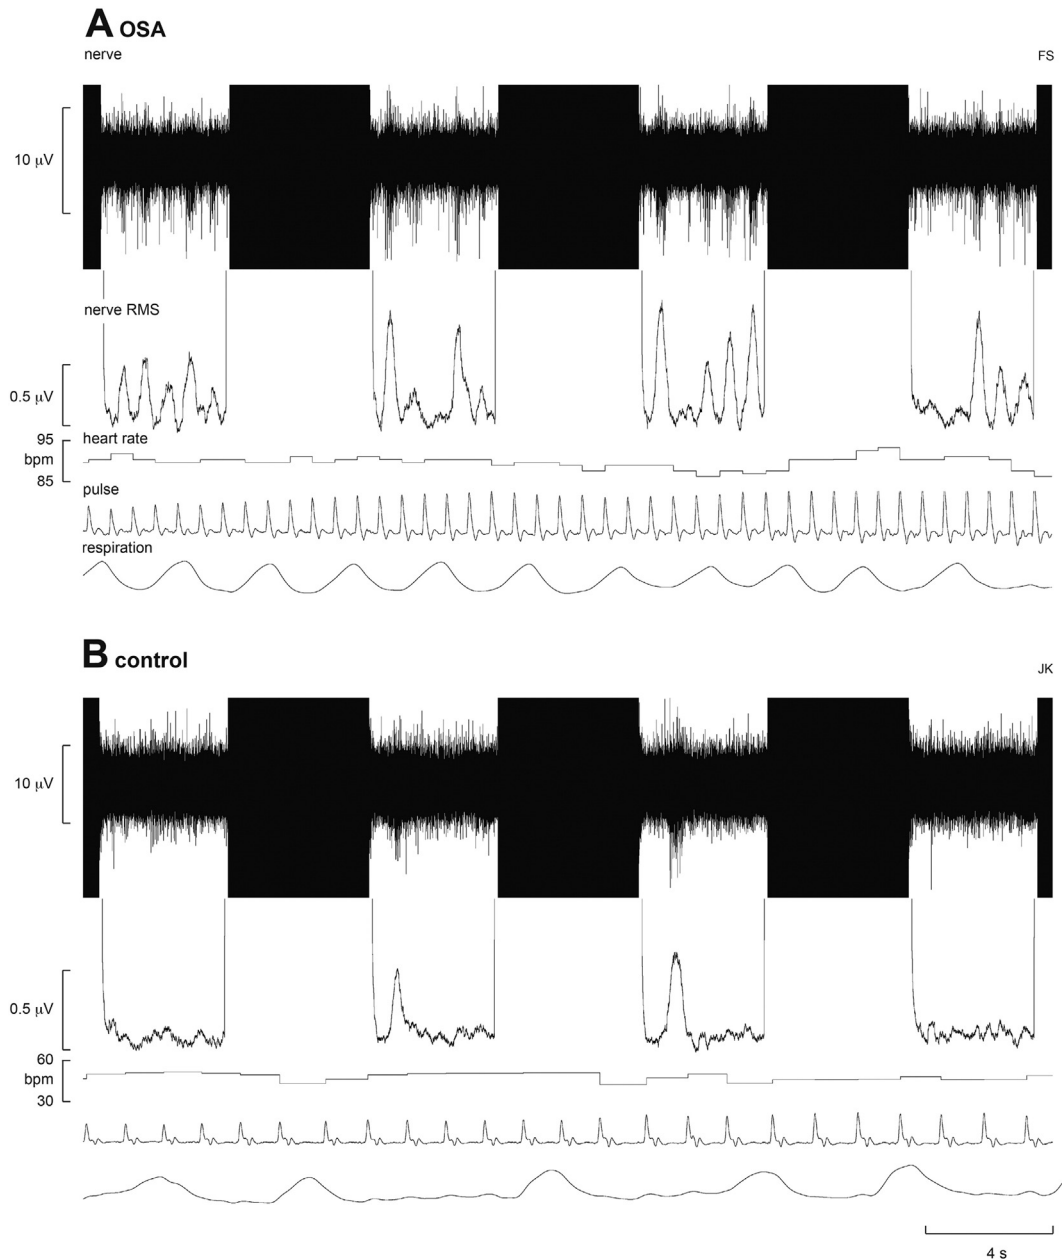 A OSA
nerve
FS
10 μV
nerve RMS
0.5 μV
95
heart rate
bpm
85
pulse
respiration
B control
JK
10 μV
0.5 μV
60
bpm
30
4 s